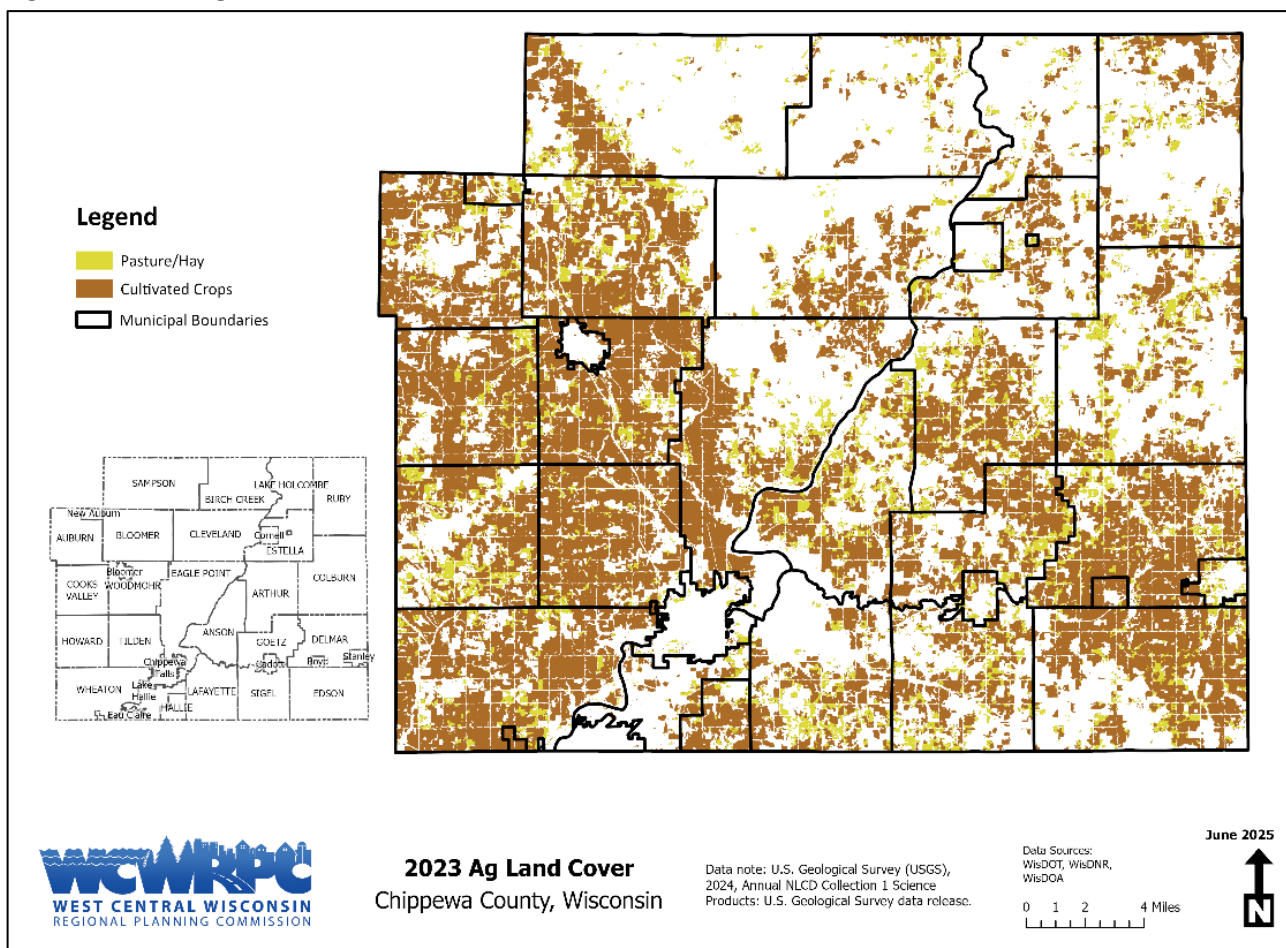 Legend
Pasture/Hay
Cultivated Crops
Municipal Boundaries
SAMPSON
LAKE HOLCOMBE
BIRCH CREEK
RUBY
New Auburn
AUBURN
BLOOMER
CLEVELAND
Cornell
ESTELLA
Bloomer
EAGLE POINT
COLBURN
COOKS
VALLEY
WOODMOHR
ARTHUR
HOWARD
TILDEN
ANSON
GOETZ
DELMAR
Chippewa
Falls
Cadott
Boyd
Stanley
Lake
Hallie
WHEATON
LAFAYETTE
SIGEL
EDSON
HALLIE
Eau Claire
WCWRPC
WEST CENTRAL WISCONSIN
REGIONAL PLANNING COMMISSION
2023 Ag Land Cover
Chippewa County, Wisconsin
Data note: U.S. Geological Survey (USGS),
2024, Annual NLCD Collection 1 Science
Products: U.S. Geological Survey data release.
Data Sources:
WisDOT, WisDNR,
WisDOA
0 1 2 4 Miles
June 2025
N